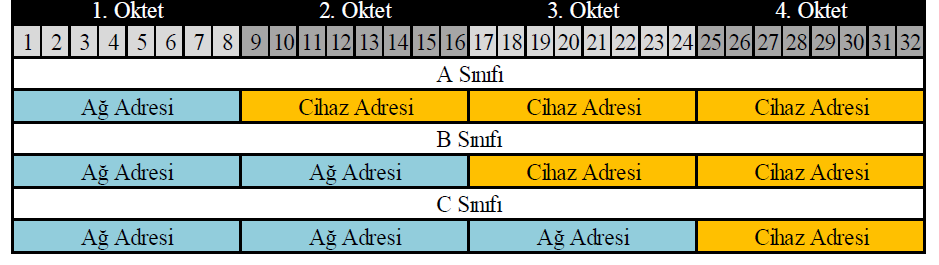 1. Oktet 2. Oktet 3. Oktet 4. Oktet
1 2 3 4 5 6 7 8 9 10 11 12 13 14 15 16 17 18 19 20 21 22 23 24 25 26 27 28 29 30 31 32
A Sınıfı
Ağ Adresi Cihaz Adresi Cihaz Adresi Cihaz Adresi
B Sınıfı
Ağ Adresi Ağ Adresi Cihaz Adresi Cihaz Adresi
C Sınıfı
Ağ Adresi Ağ Adresi Ağ Adresi Cihaz Adresi